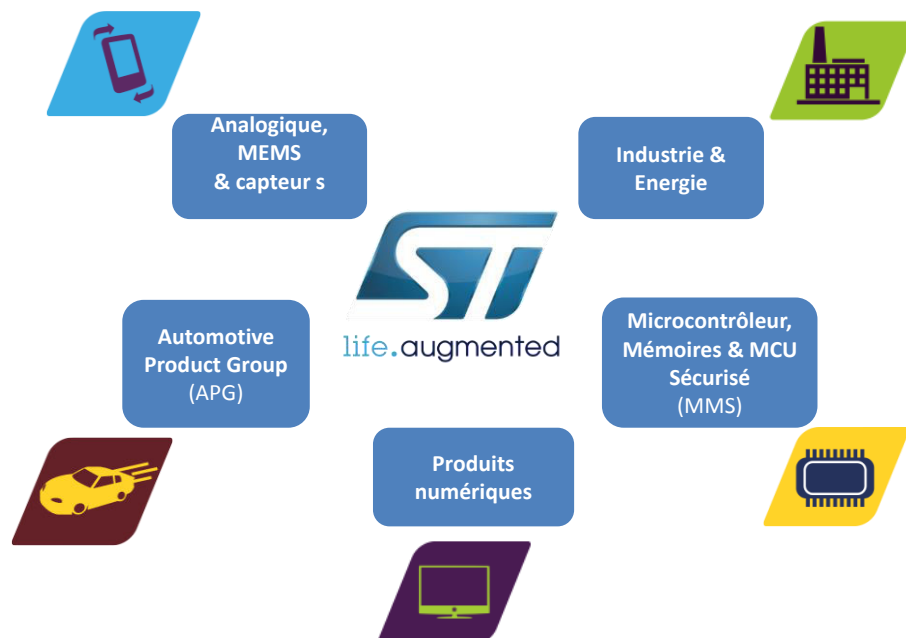 Analogique,
MEMS
& capteur s
Industrie &
Energie
ST
life.augmented
Automotive
Product Group
(APG)
Microcontrôleur,
Mémoires & MCU
Sécurisé
(MMS)
Produits
numériques